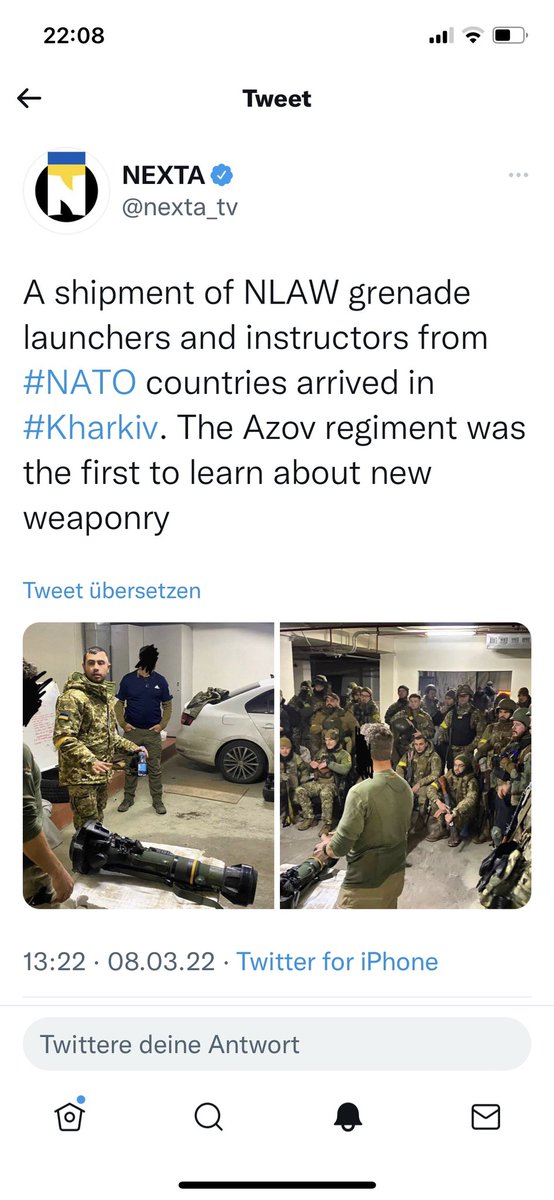 22:08
Tweet
NEXTA
@nexta_tv
A shipment of NLAW grenade
launchers and instructors from
#NATO countries arrived in
#Kharkiv. The Azov regiment was
the first to learn about new
weaponry
Tweet übersetzen
13:22 · 08.03.22 · Twitter for iPhone
Twittere deine Antwort